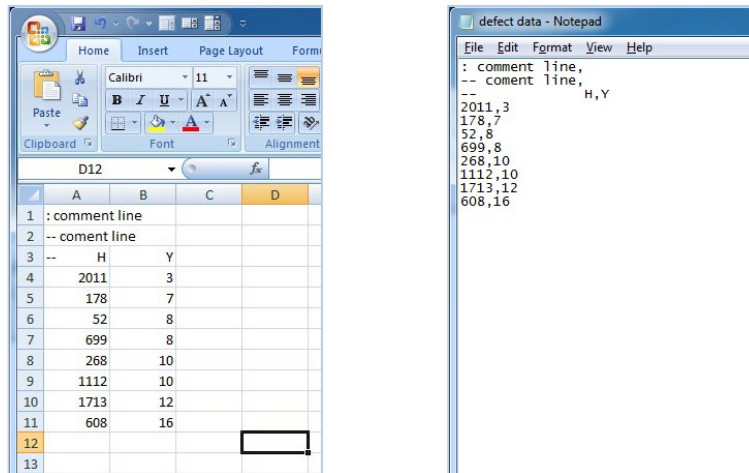 Home Insert Page Layout Form
Calibri 11
Paste
B I U A A
A
Clipboard Font Alignment
D12 fx
A B C D
1 : comment line
2 -- coment line
3 -- H Y
4 2011 3
5 178 7
6 52 8
7 699 8
8 268 10
9 1112 10
10 1713 12
11 608 16
12
13
defect data - Notepad
File Edit Format View Help
: comment line,
-- coment line,
-- H,Y
2011,3
178,7
52,8
699,8
268,10
1112,10
1713,12
608,16